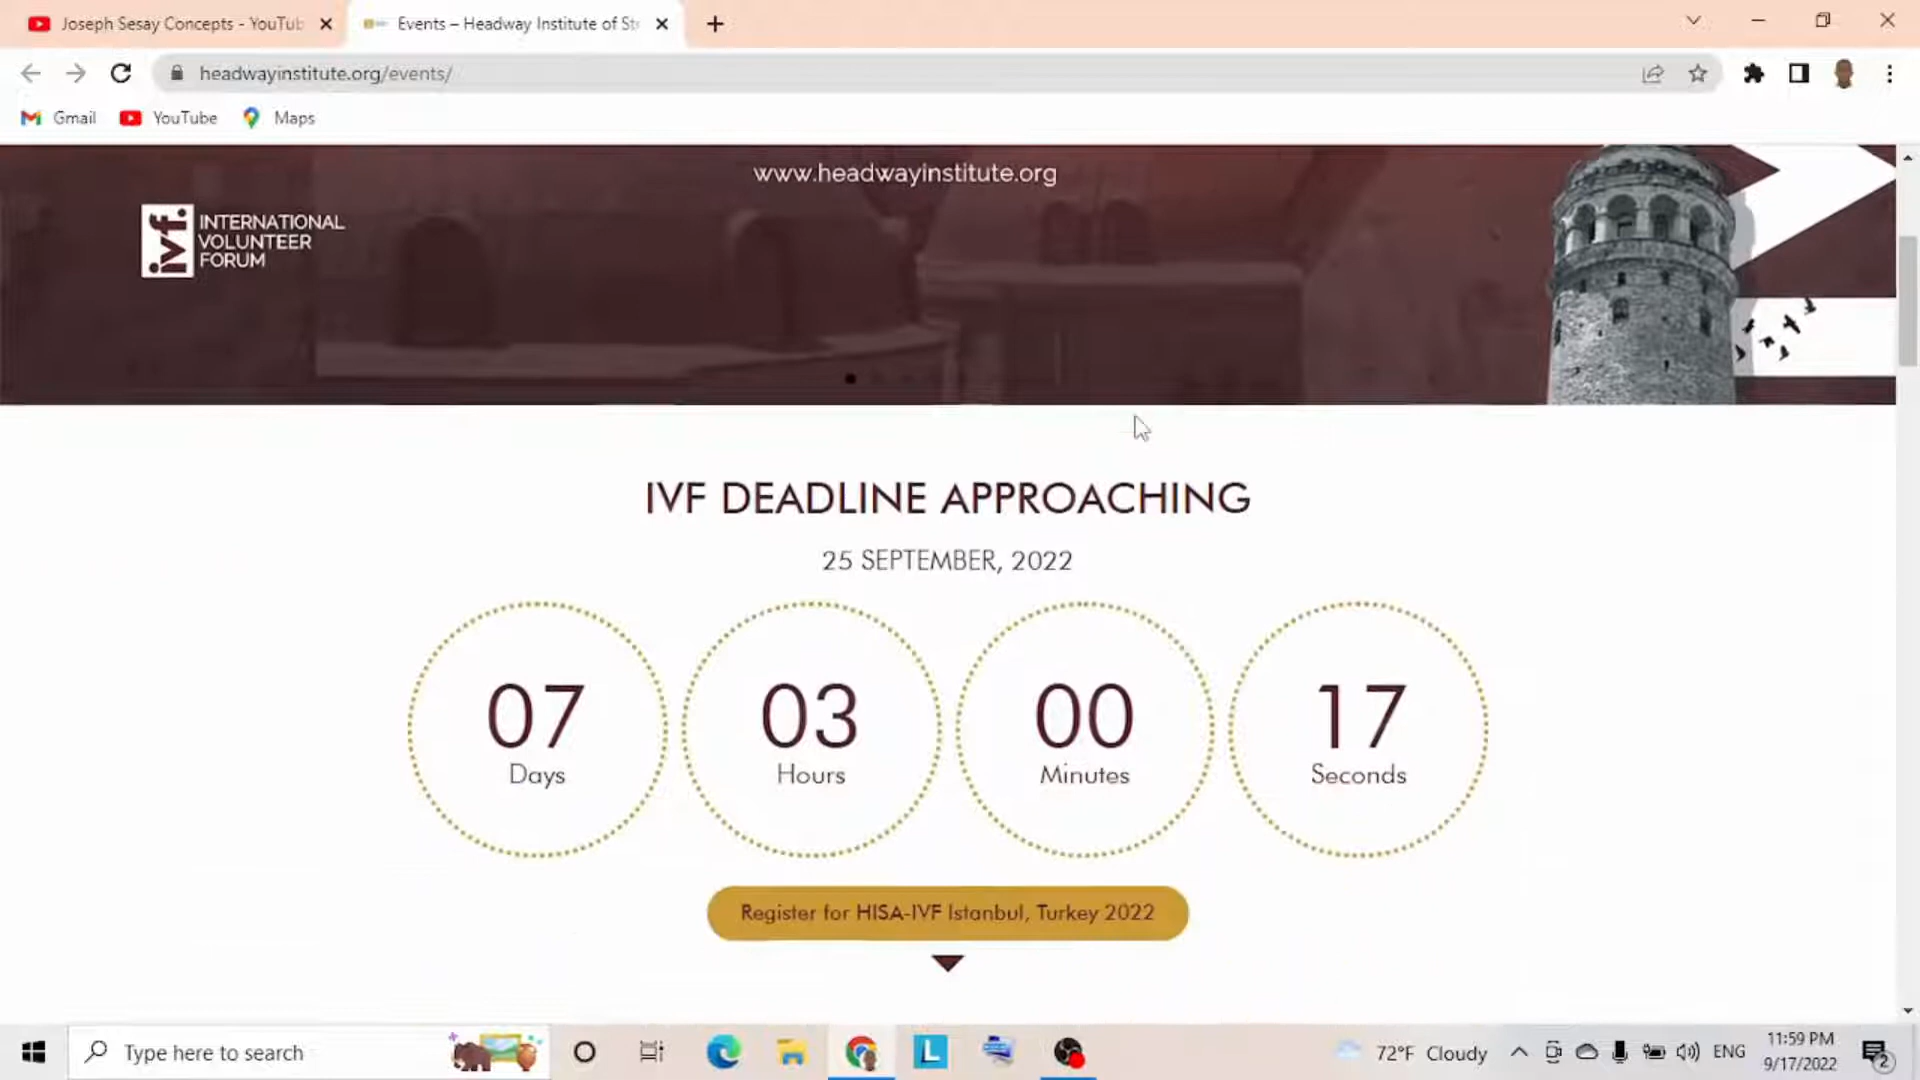 Joseph Sesay Concepts - YouTub
Events – Headway Institute of St
headwayinstitute.org/events/
Gmail
YouTube
Maps
www.headwayinstitute.org
ivf.
INTERNATIONAL
VOLUNTEER
FORUM
IVF DEADLINE APPROACHING
25 SEPTEMBER, 2022
07
03
00
17
Days
Hours
Minutes
Seconds
Register for HISA-IVF Istanbul, Turkey 2022
Type here to search
L
72°F Cloudy
ENG
11:59 PM
9/17/2022
2